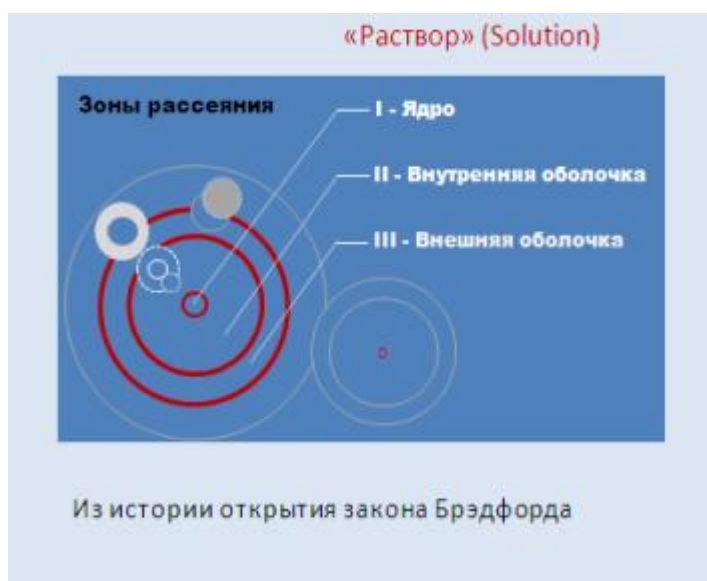 «Раствор» (Solution)
Зоны рассеяния
I - Ядро
II - Внутренняя оболочка
III - Внешняя оболочка
Из истории открытия закона Брэдфорда